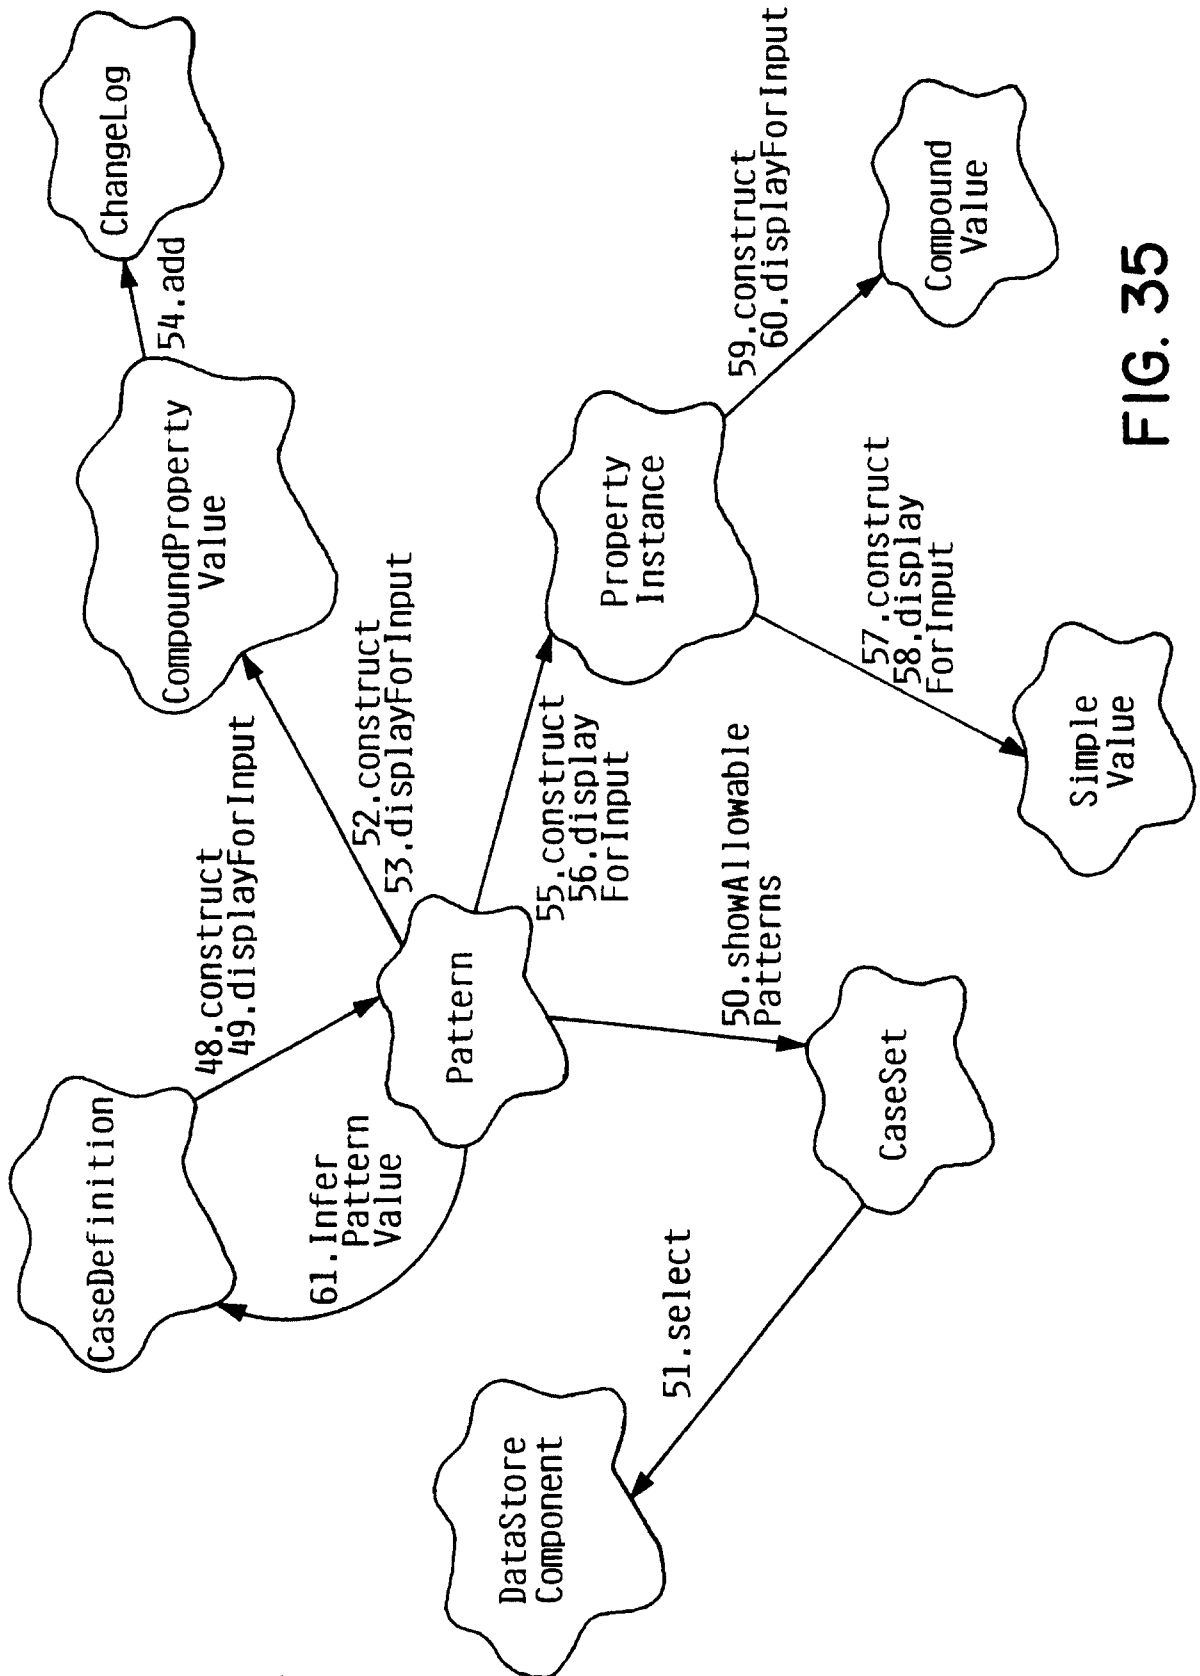 CaseDefinition
48.construct
49.displayForInput
CompoundProperty
Value
54.add
ChangeLog
61.Infer
Pattern
Value
52.construct
53.displayForInput
DataStore
Component
Pattern
55.construct
56.display
ForInput
Property
Instance
59.construct
60.displayForInput
51.select
50.showAllowable
Patterns
57.construct
58.display
ForInput
Compound
Value
CaseSet
Simple
Value
FIG. 35